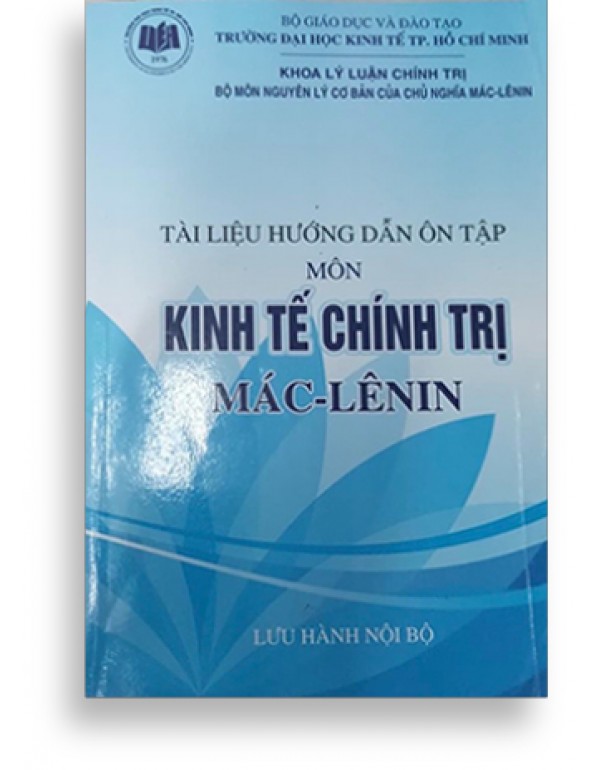 BỘ GIÁO DỤC VÀ ĐÀO TẠO
TRƯỜNG ĐẠI HỌC KINH TẾ TP. HỒ CHÍ MINH
1976
KHOA LÝ LUẬN CHÍNH TRỊ
BỘ MÔN NGUYÊN LÝ CƠ BẢN CỦA CHỦ NGHĨA MÁC-LÊNIN
TÀI LIỆU HƯỚNG DẪN ÔN TẬP
MÔN
KINH TẾ CHÍNH TRỊ
MÁC-LÊNIN
LƯU HÀNH NỘI BỘ